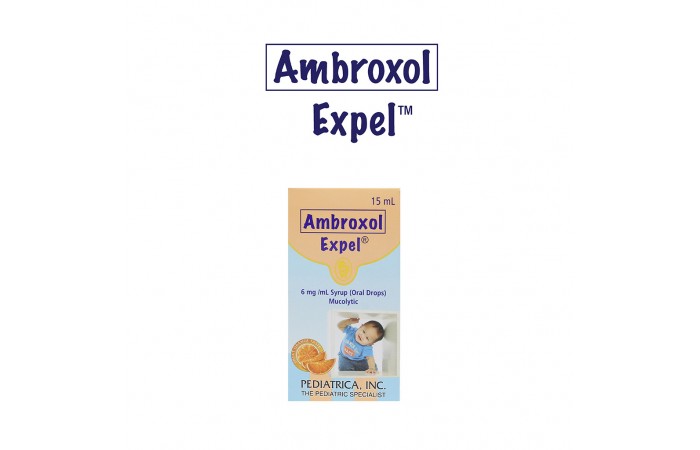 Ambroxol
Expel™
15 mL
Ambroxol
Expel®
6 mg /mL Syrup (Oral Drops)
Mucolytic
PEDIATRICA, INC.
THE PEDIATRIC SPECIALIST